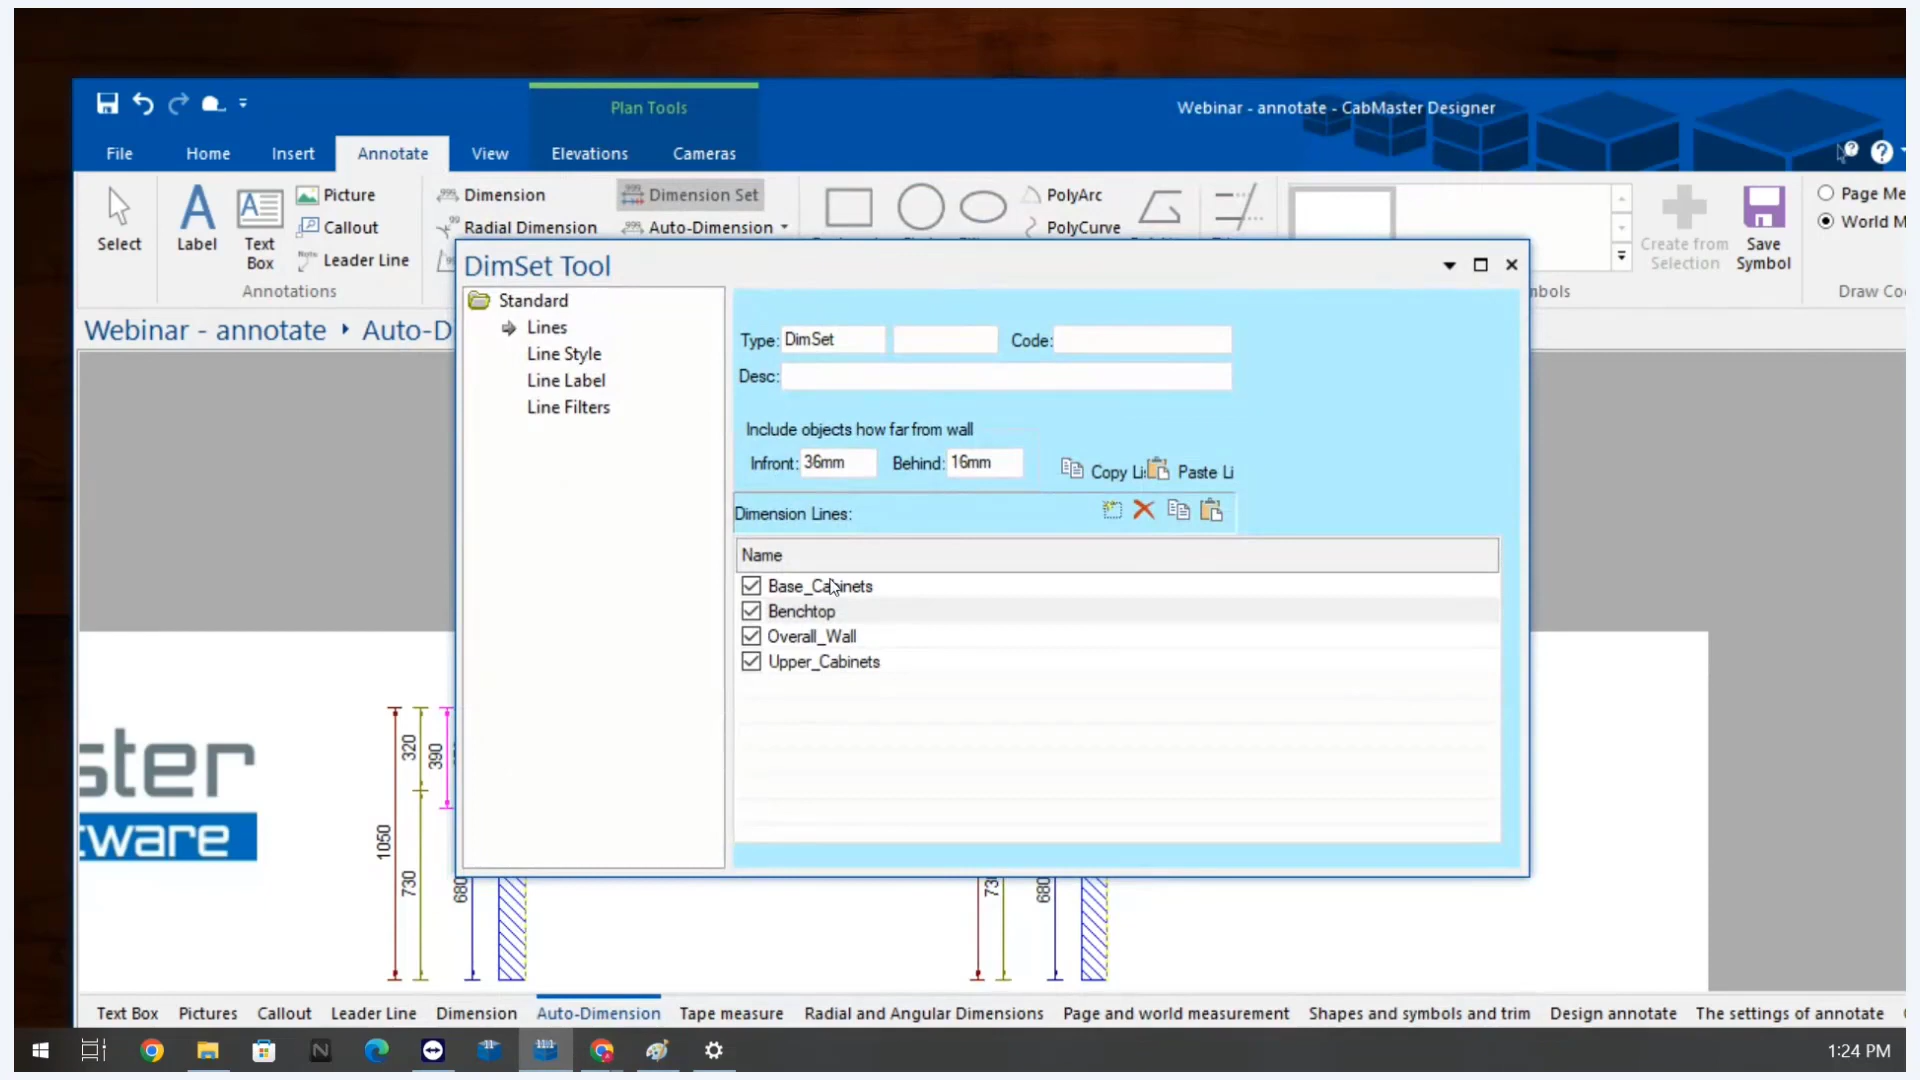 Plan Tools
Webinar - annotate - CabMaster Designer
File Home Insert Annotate View Elevations Cameras
Select
Label
Text Box
Picture
Callout
Leader Line
Annotations
Dimension
Radial Dimension
Dimension Set
Auto-Dimension
PolyArc
PolyCurve
Create from Selection
Save Symbol
Page Me
World M
nbols
Draw Co
Webinar - annotate Auto-D
DimSet Tool
Standard
Lines
Line Style
Line Label
Line Filters
Type: DimSet
Code:
Desc:
Include objects how far from wall
Infront: 36mm Behind: 16mm
Copy Li Paste Li
Dimension Lines:
Name
Base_Cabinets
Benchtop
Overall_Wall
Upper_Cabinets
ster
tware
1050
320
730
390
680
73
680
Text Box Pictures Callout Leader Line Dimension Auto-Dimension Tape measure Radial and Angular Dimensions Page and world measurement Shapes and symbols and trim Design annotate The settings of annotate
1:24 PM